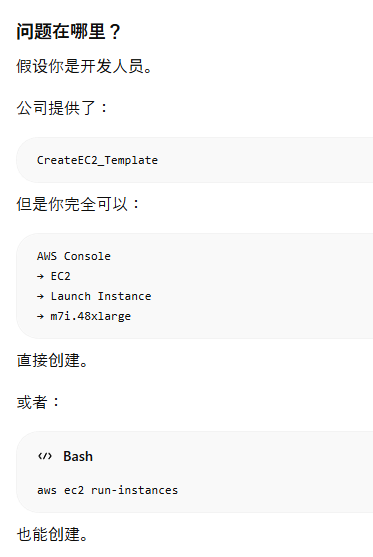 问题在哪里？
假设你是开发人员。
公司提供了：
CreateEC2_Template
但是你完全可以：
AWS Console
→ EC2
→ Launch Instance
→ m7i.48xlarge
直接创建。
或者：
</> Bash
aws ec2 run-instances
也能创建。